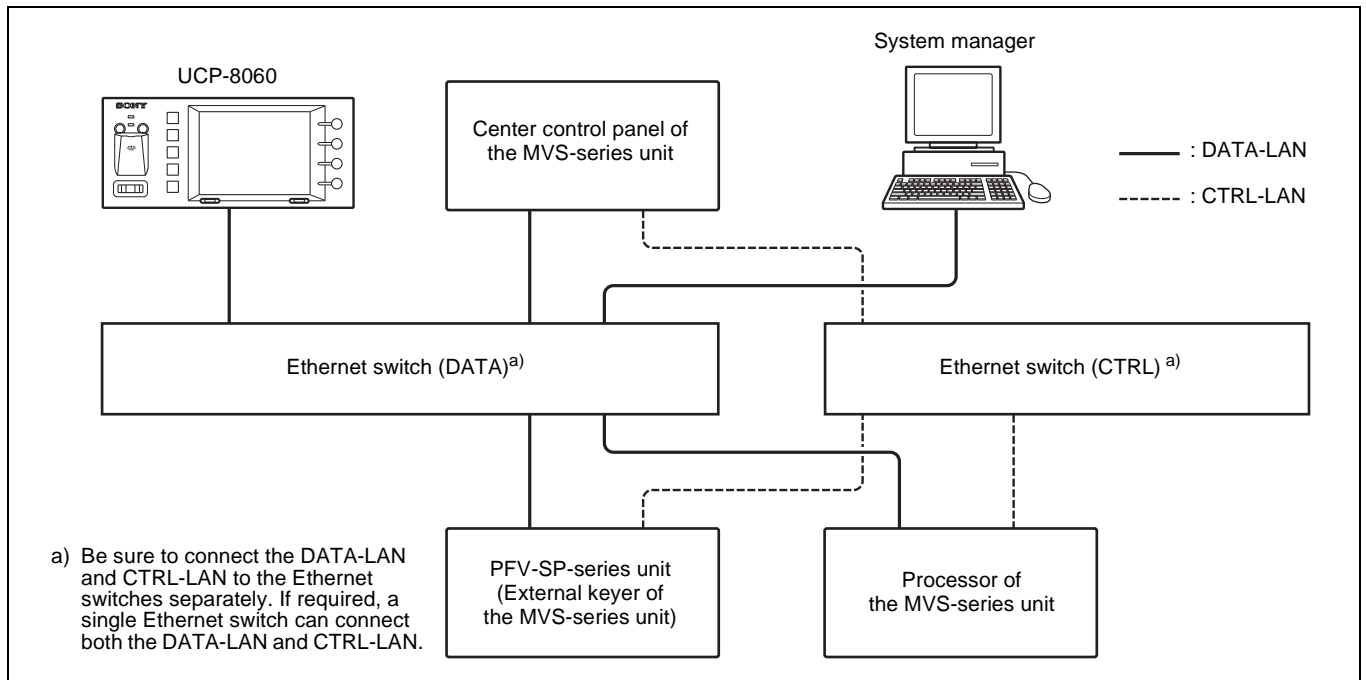 System manager
UCP-8060
SONY
Center control panel of
the MVS-series unit
: DATA-LAN
: CTRL-LAN
Ethernet switch (DATA)a)
Ethernet switch (CTRL) a)
a) Be sure to connect the DATA-LAN
and CTRL-LAN to the Ethernet
switches separately. If required, a
single Ethernet switch can connect
both the DATA-LAN and CTRL-LAN.
PFV-SP-series unit
(External keyer of
the MVS-series unit)
Processor of
the MVS-series unit